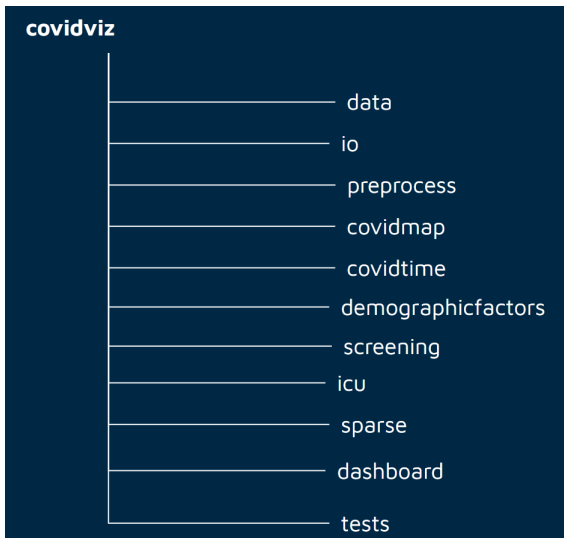 covidviz
data
io
preprocess
covidmap
covidtime
demographicfactors
screening
icu
sparse
dashboard
tests